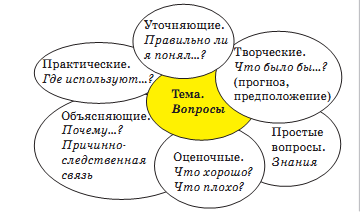 Уточняющие.
Правильно ли
я понял...?
Творческие.
Что было бы...?
(прогноз,
предположение)
Простые
вопросы.
Знания
Оценочные.
Что хорошо?
Что плохо?
Объясняющие.
Почему...?
Причинно-
следственная
связь
Практические.
Где используют...?
Тема.
Вопросы